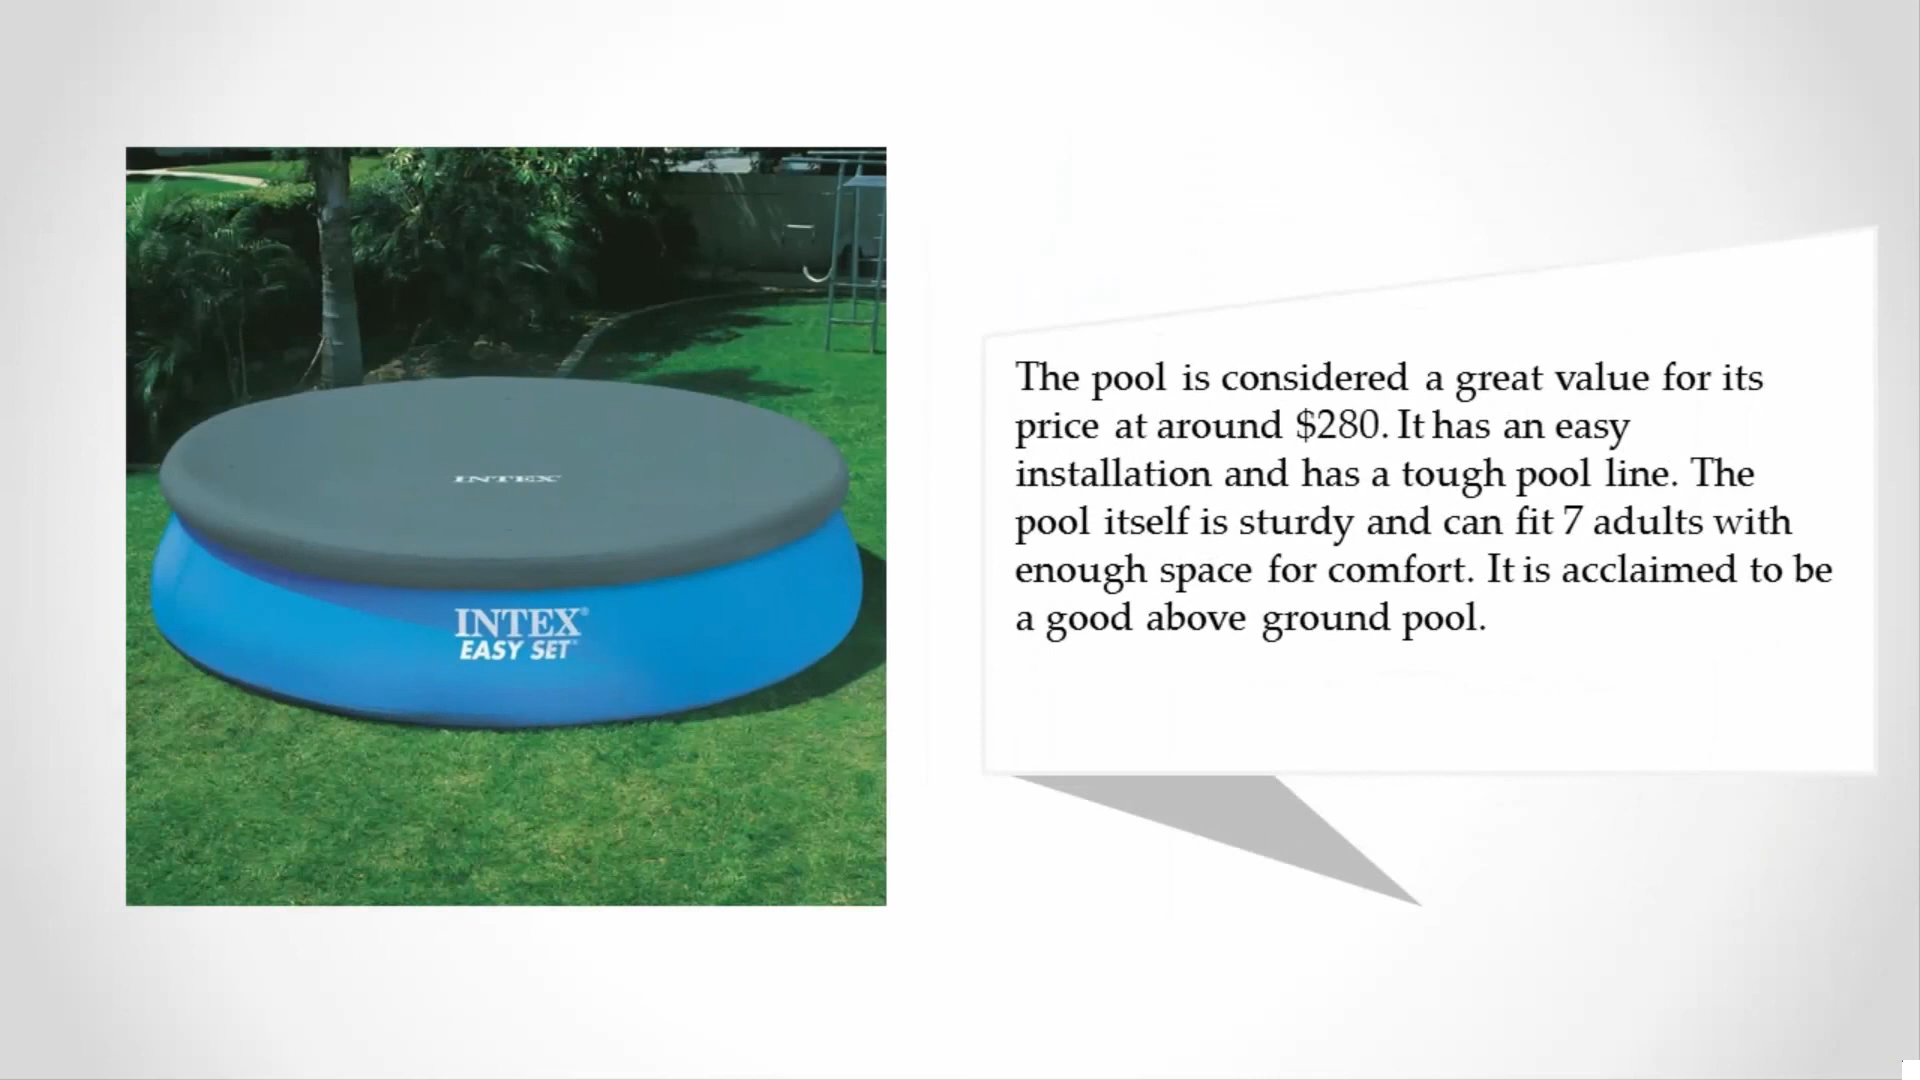 INTEX
INTEX®
EASY SET
The pool is considered a great value for its
price at around $280. It has an easy
installation and has a tough pool line. The
pool itself is sturdy and can fit 7 adults with
enough space for comfort. It is acclaimed to be
a good above ground pool.